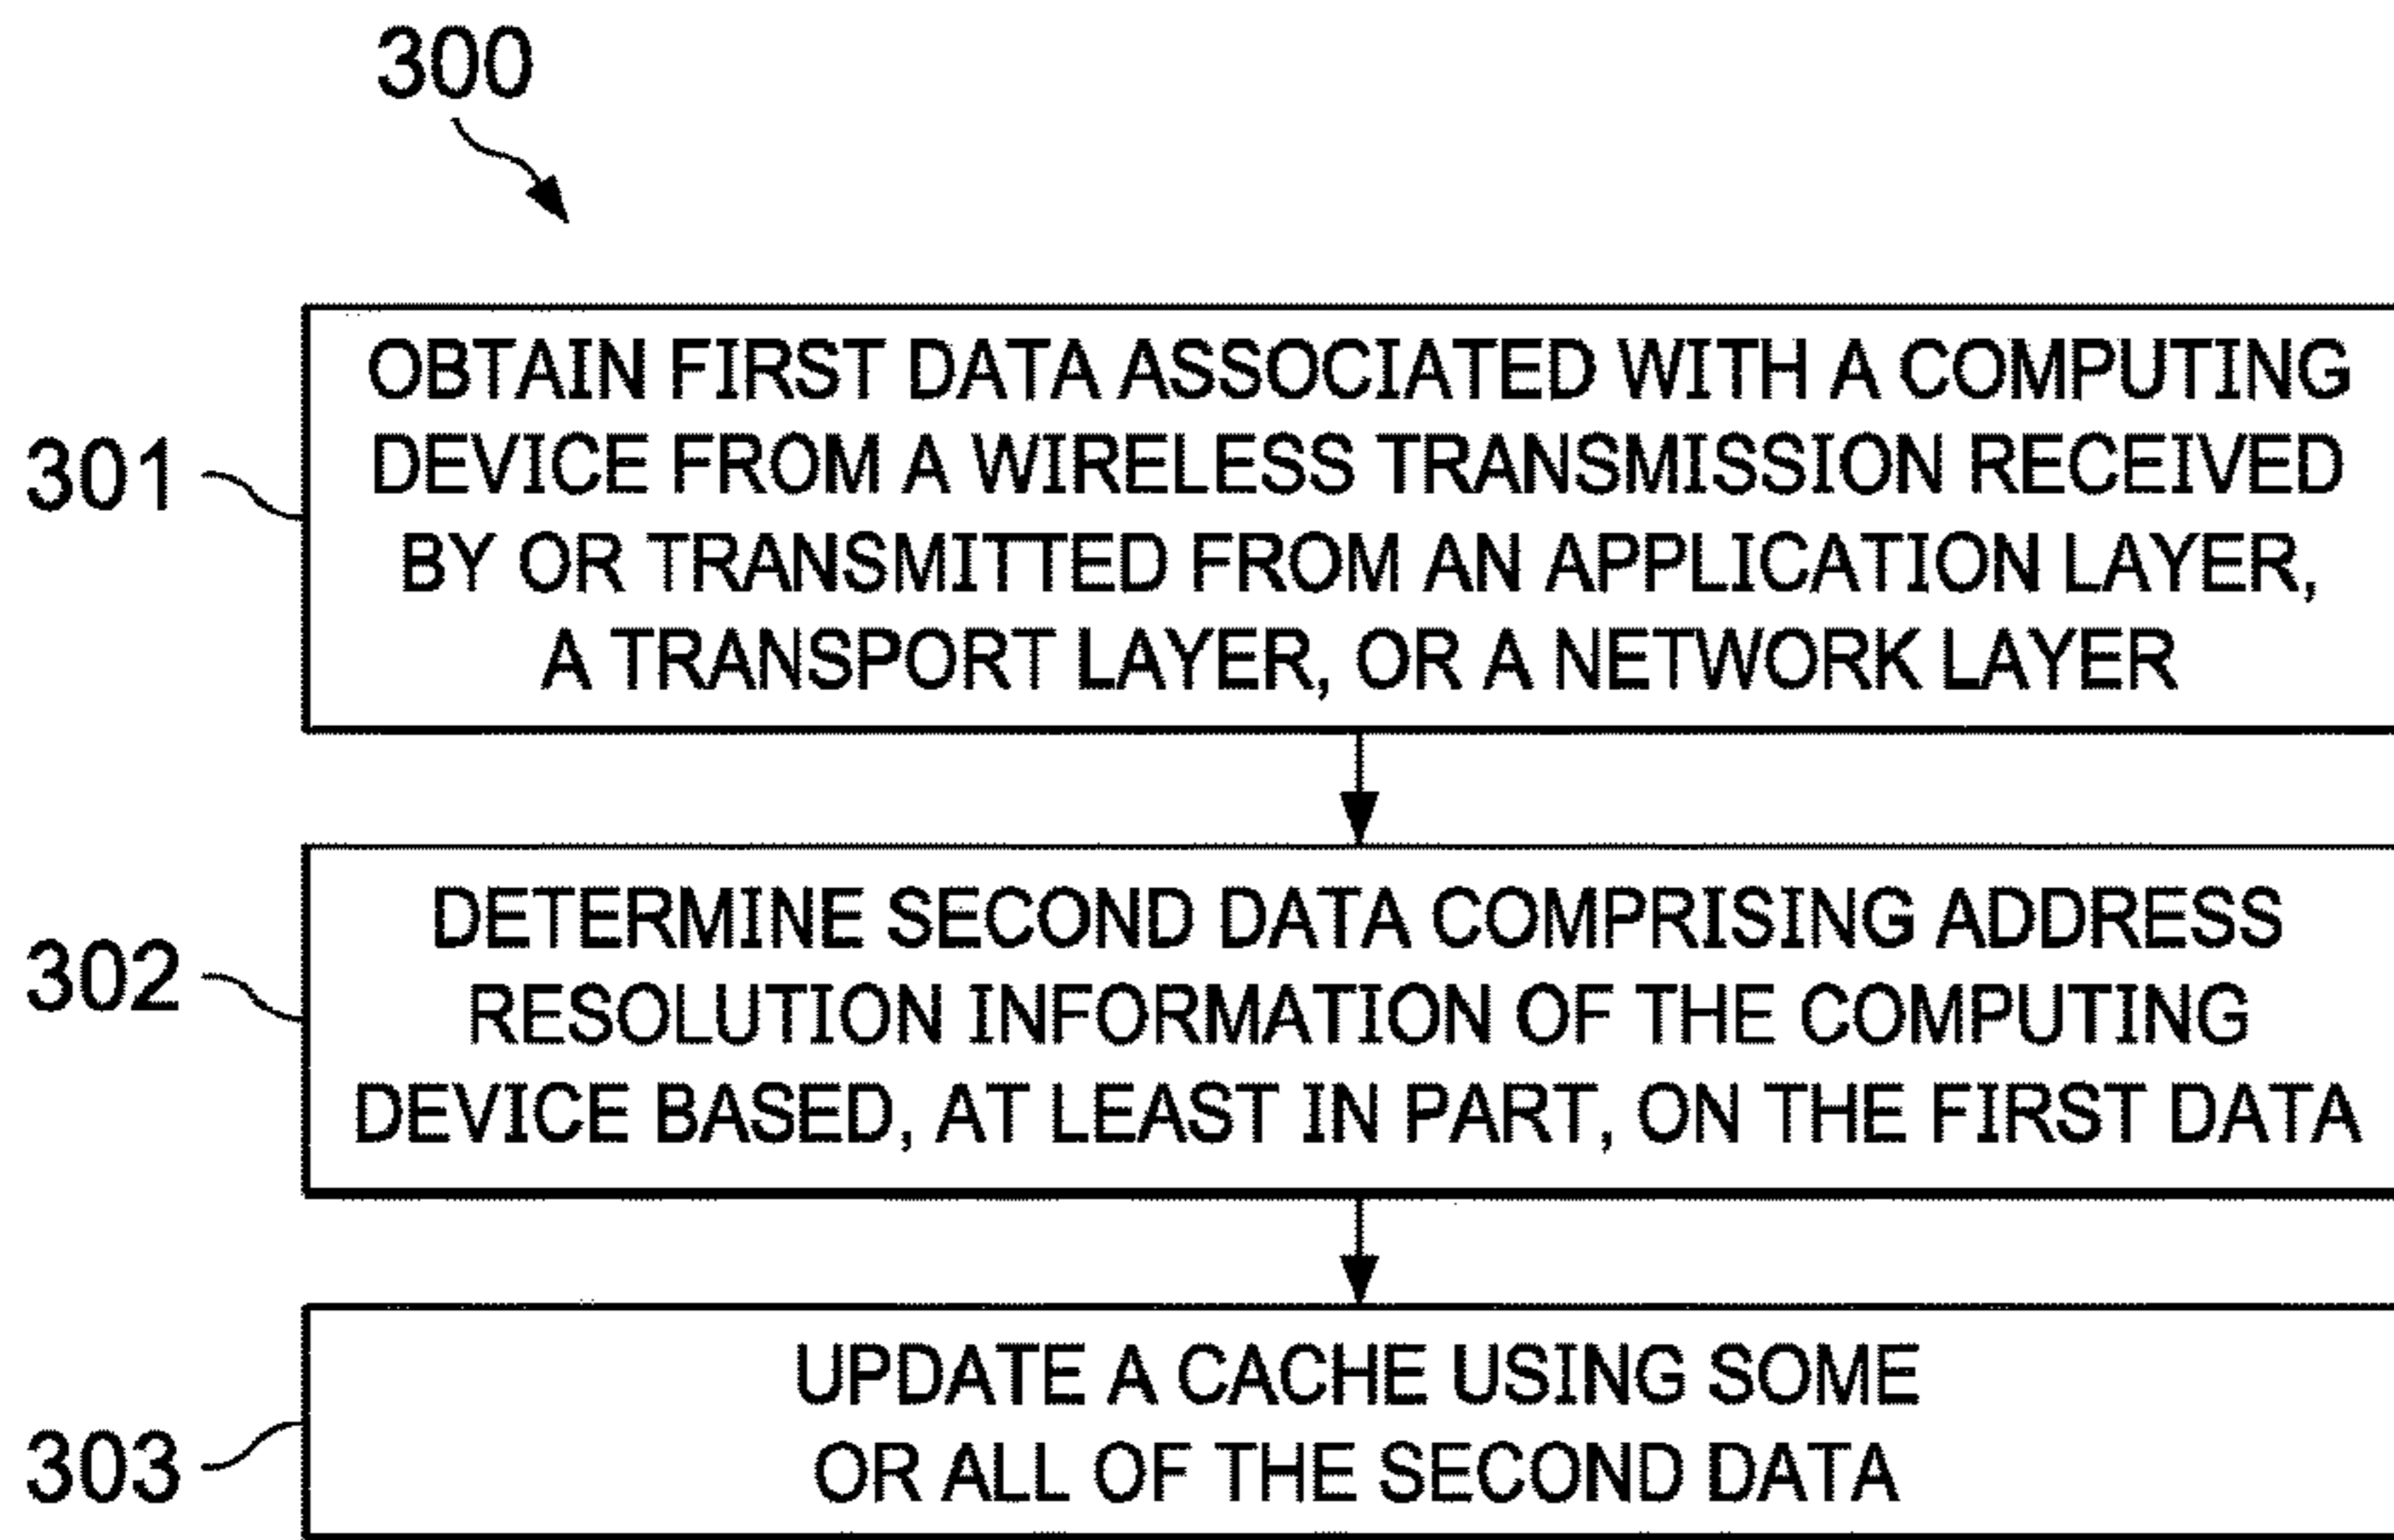 300
301
OBTAIN FIRST DATA ASSOCIATED WITH A COMPUTING
DEVICE FROM A WIRELESS TRANSMISSION RECEIVED
BY OR TRANSMITTED FROM AN APPLICATION LAYER,
A TRANSPORT LAYER, OR A NETWORK LAYER
302
DETERMINE SECOND DATA COMPRISING ADDRESS
RESOLUTION INFORMATION OF THE COMPUTING
DEVICE BASED, AT LEAST IN PART, ON THE FIRST DATA
303
UPDATE A CACHE USING SOME
OR ALL OF THE SECOND DATA